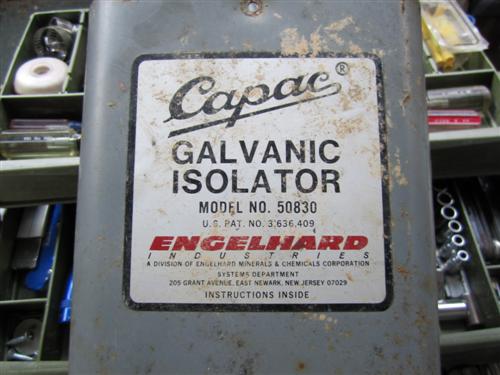 Capac®
GALVANIC
ISOLATOR
MODEL NO. 50830
U.S. PAT. NO. 3,636,409
ENGELHARD
INDUSTRIES
A DIVISION OF ENGELHARD MINERALS & CHEMICALS CORPORATION
SYSTEMS DEPARTMENT
205 GRANT AVENUE, EAST NEWARK, NEW JERSEY 07029
INSTRUCTIONS INSIDE